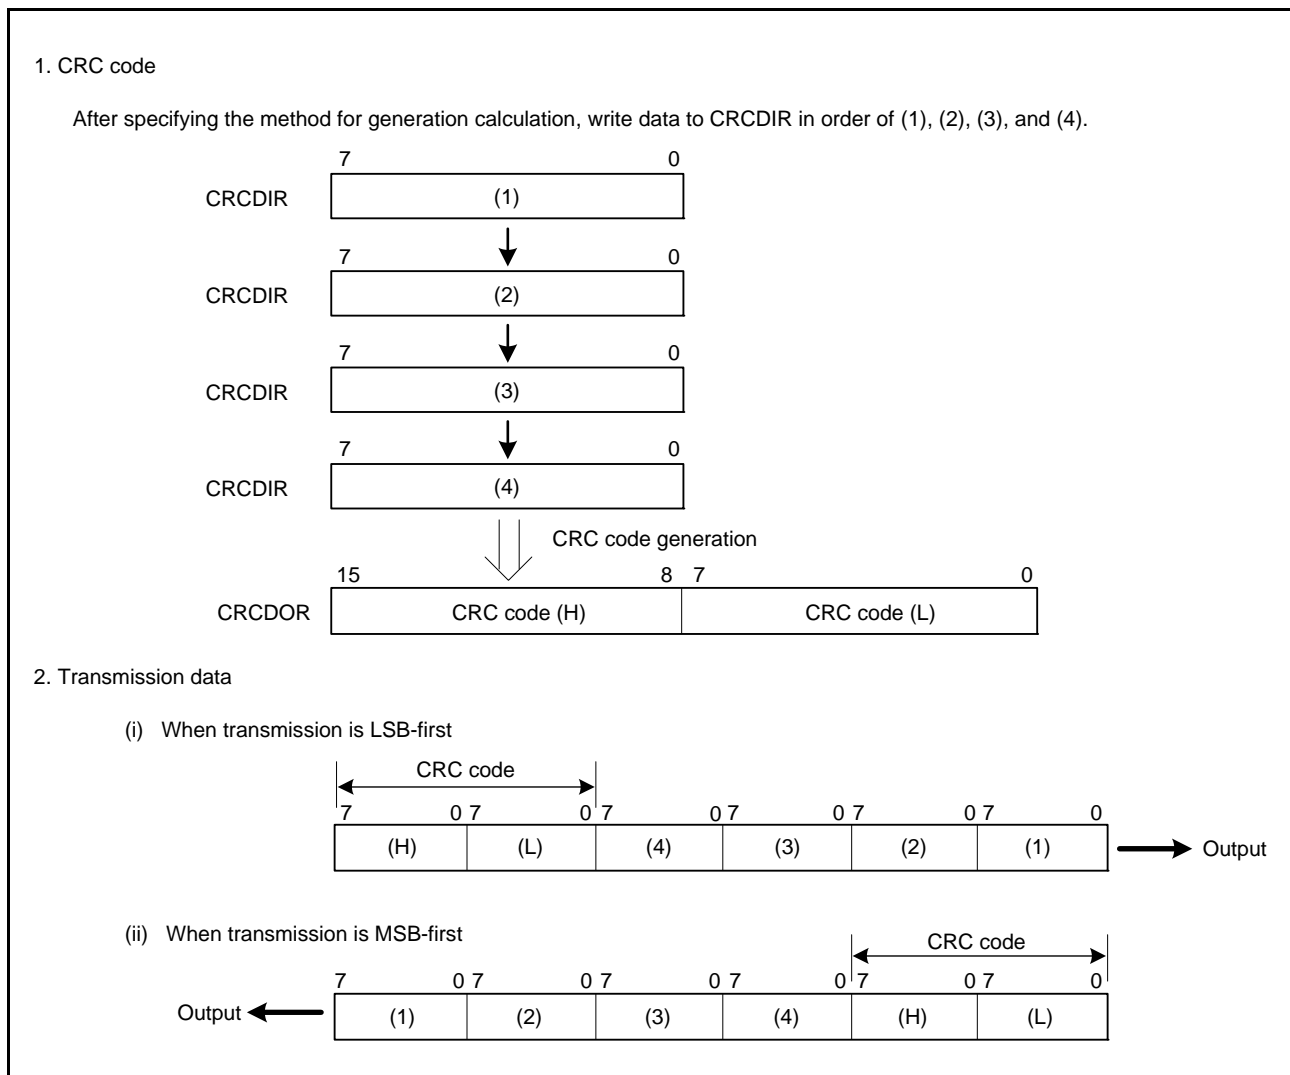 1. CRC code
After specifying the method for generation calculation, write data to CRCDIR in order of (1), (2), (3), and (4).
7 0
CRCDIR (1)
7 0
CRCDIR (2)
7 0
CRCDIR (3)
7 0
CRCDIR (4)
CRC code generation
15 8 7 0
CRCDOR CRC code (H) CRC code (L)
2. Transmission data
(i) When transmission is LSB-first
CRC code
7 0 7 0 7 0 7 0 7 0 7 0
(H) (L) (4) (3) (2) (1) Output
(ii) When transmission is MSB-first
CRC code
7 0 7 0 7 0 7 0 7 0 7 0
Output (1) (2) (3) (4) (H) (L)